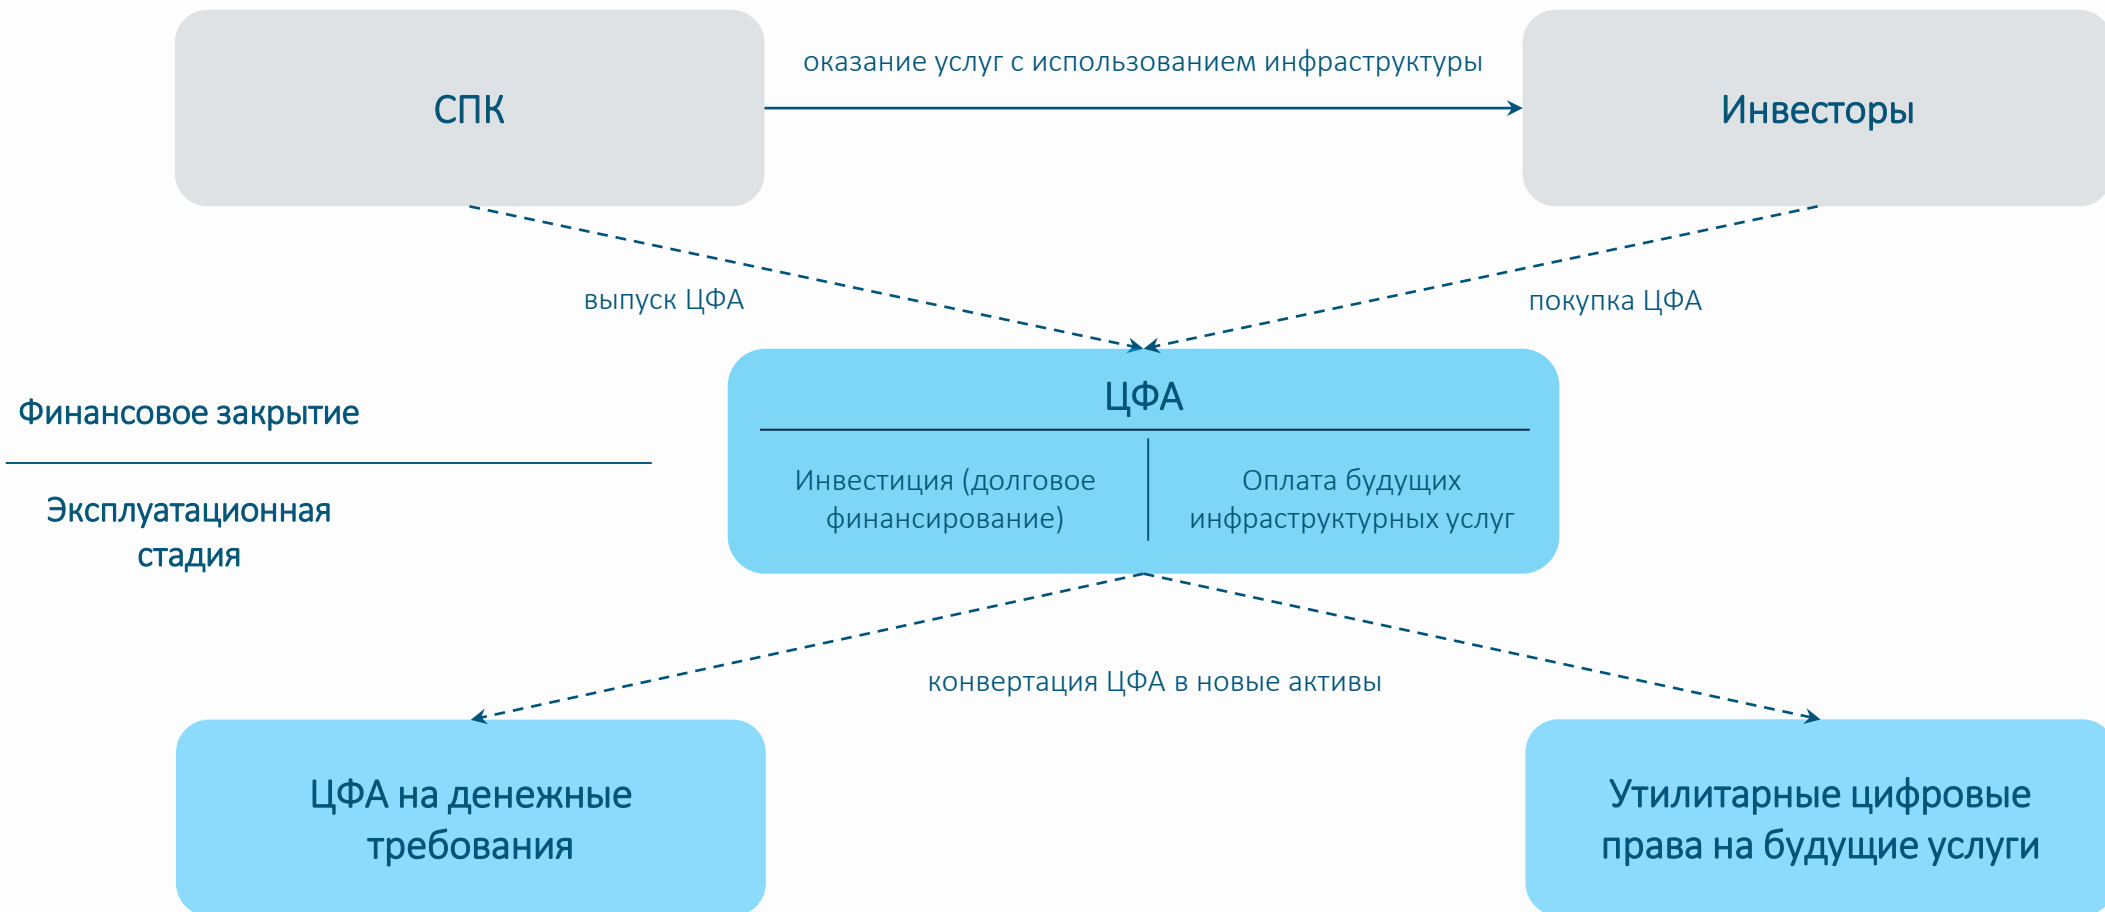 СПК
оказание услуг с использованием инфраструктуры
Инвесторы
выпуск ЦФА
покупка ЦФА
Финансовое закрытие
Эксплуатационная
стадия
ЦФА
Инвестиция (долговое
финансирование)
Оплата будущих
инфраструктурных услуг
конвертация ЦФА в новые активы
ЦФА на денежные
требования
Утилитарные цифровые
права на будущие услуги